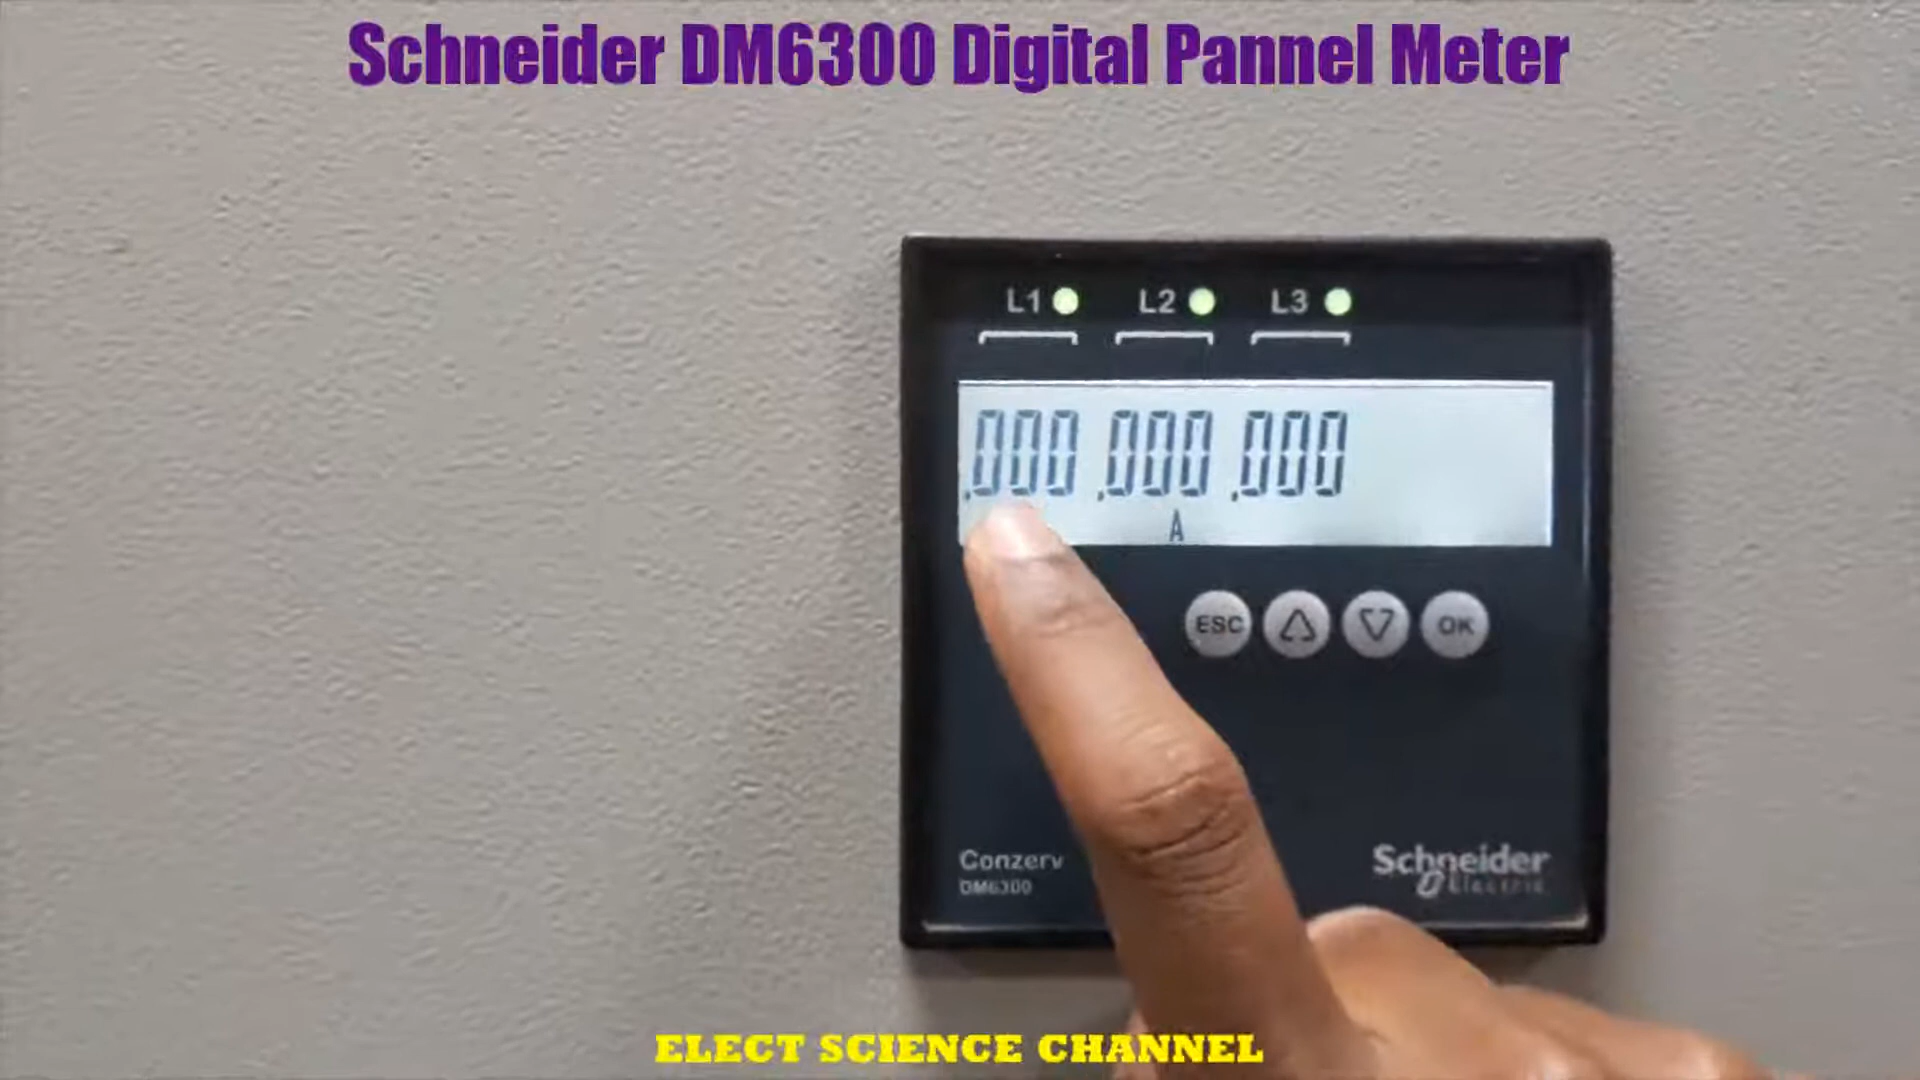 Schneider DM6300 Digital Pannel Meter
L1 L2 L3
.000 .000 .000
A
ESC OK
Conzerv
DM6300
Schneider
Electric
ELECT SCIENCE CHANNEL